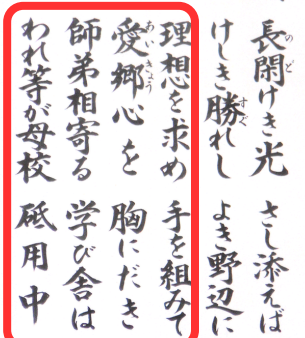 長閑けき光　さし添えば
けしき勝れし　よき野辺に
理想を求め　手を組みて
愛郷心を　胸にだき
師弟相寄る　学び舎は
われ等が母校　砥用中